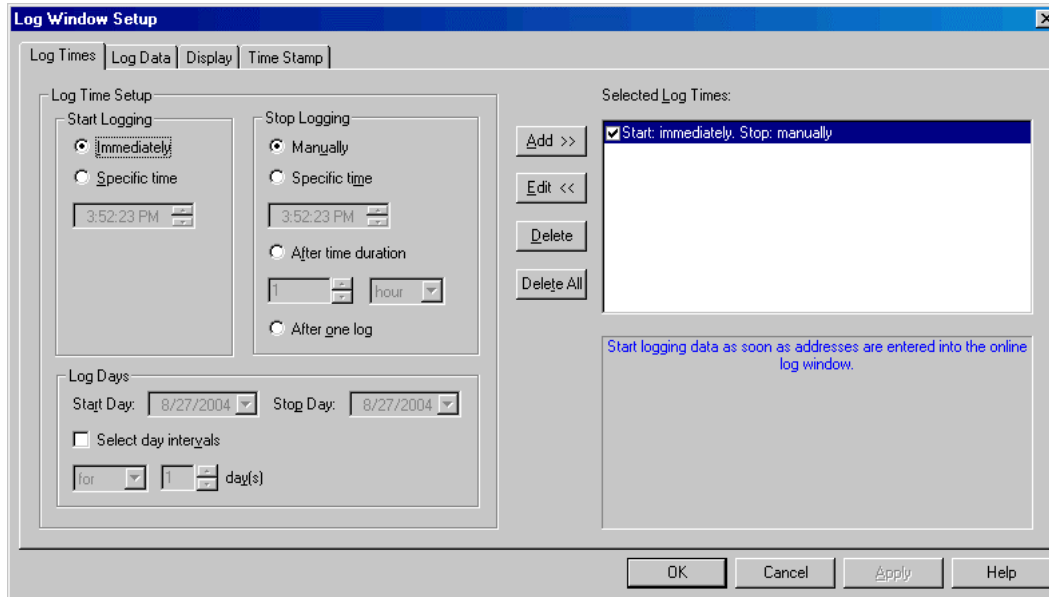 Log Window Setup
Log Times
Log Data
Display
Time Stamp
Log Time Setup
Start Logging
Immediately
Specific time
3:52:23 PM
Stop Logging
Manually
Specific time
3:52:23 PM
After time duration
1
hour
After one log
Log Days
Start Day:
8/27/2004
Stop Day:
8/27/2004
Select day intervals
for
1
day(s)
Add >>
Edit <<
Delete
Delete All
Selected Log Times:
Start: immediately. Stop: manually
Start logging data as soon as addresses are entered into the online
log window.
OK
Cancel
Apply
Help